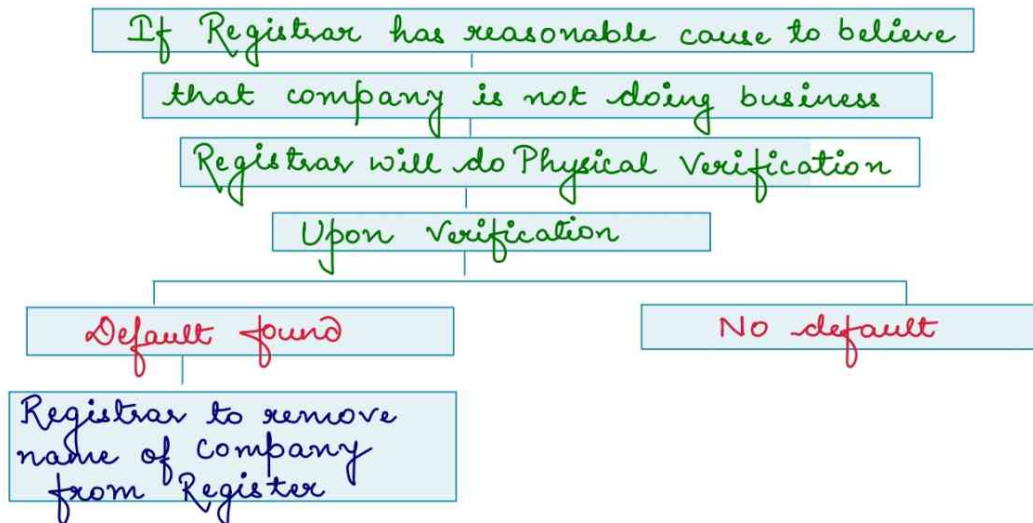 If Registrar has reasonable cause to believe
that company is not doing business
Registrar will do Physical Verification
Upon Verification
Default found
No default
Registrar to remove
name of Company
from Register